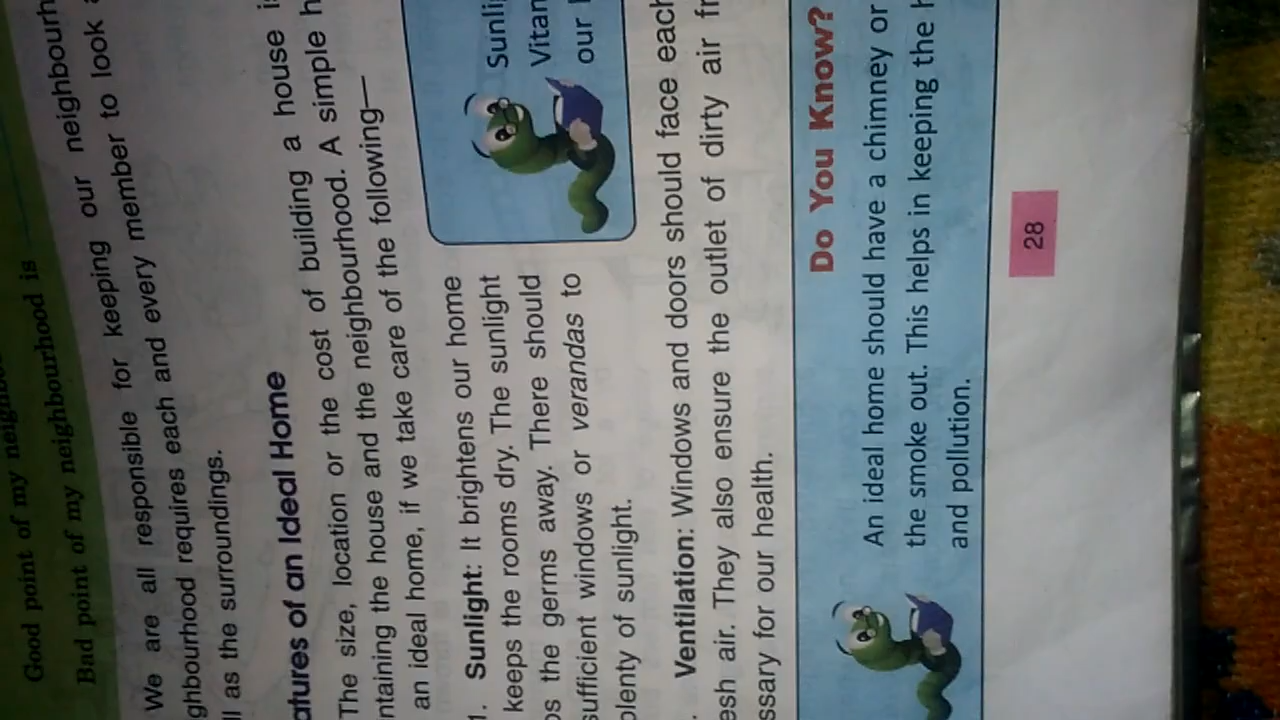 Good point of my
Bad point of my neighbourhood is
We are all responsible for keeping our neighbourh
ghbourhood requires each and every member to look
ll as the surroundings.
atures of an Ideal Home
The size, location or the cost of building a house
ntaining the house and the neighbourhood. A simple h
an ideal home, if we take care of the following—
1. Sunlight: It brightens our home
keeps the rooms dry. The sunlight
ps the germs away. There should
sufficient windows or verandas to
plenty of sunlight.
Sunli
Vitan
our
Ventilation: Windows and doors should face each
esh air. They also ensure the outlet of dirty air fr
ssary for our health.
Do You Know?
An ideal home should have a chimney or
the smoke out. This helps in keeping the
and pollution.
28